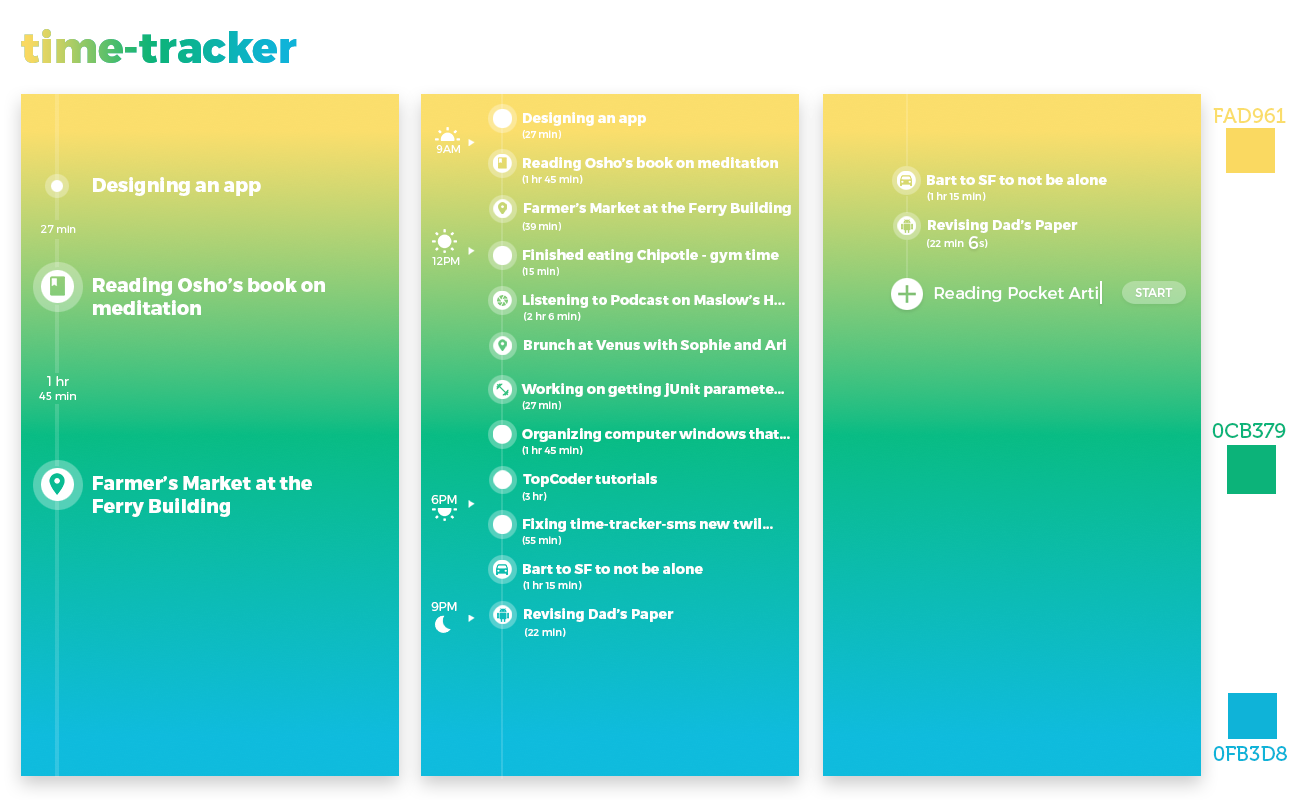 time-tracker
Designing an app
27 min
Reading Osho's book on
meditation
1 hr
45 min
Farmer's Market at the
Ferry Building
Designing an app
(27 min)
9AM
Reading Osho's book on meditation
(1 hr 45 min)
Farmer's Market at the Ferry Building
(39 min)
12PM
Finished eating Chipotle - gym time
(15 min)
Listening to Podcast on Maslow's H...
(2 hr 6 min)
Brunch at Venus with Sophie and Ari
Working on getting jUnit paramete...
(27 min)
Organizing computer windows that...
(1 hr 45 min)
TopCoder tutorials
(3 hr)
6PM
Fixing time-tracker-sms new twil...
(55 min)
Bart to SF to not be alone
(1 hr 15 min)
9PM
Revising Dad's Paper
(22 min)
Bart to SF to not be alone
(1 hr 15 min)
Revising Dad's Paper
(22 min 6s)
Reading Pocket Arti
START
FAD961
0CB379
0FB3D8